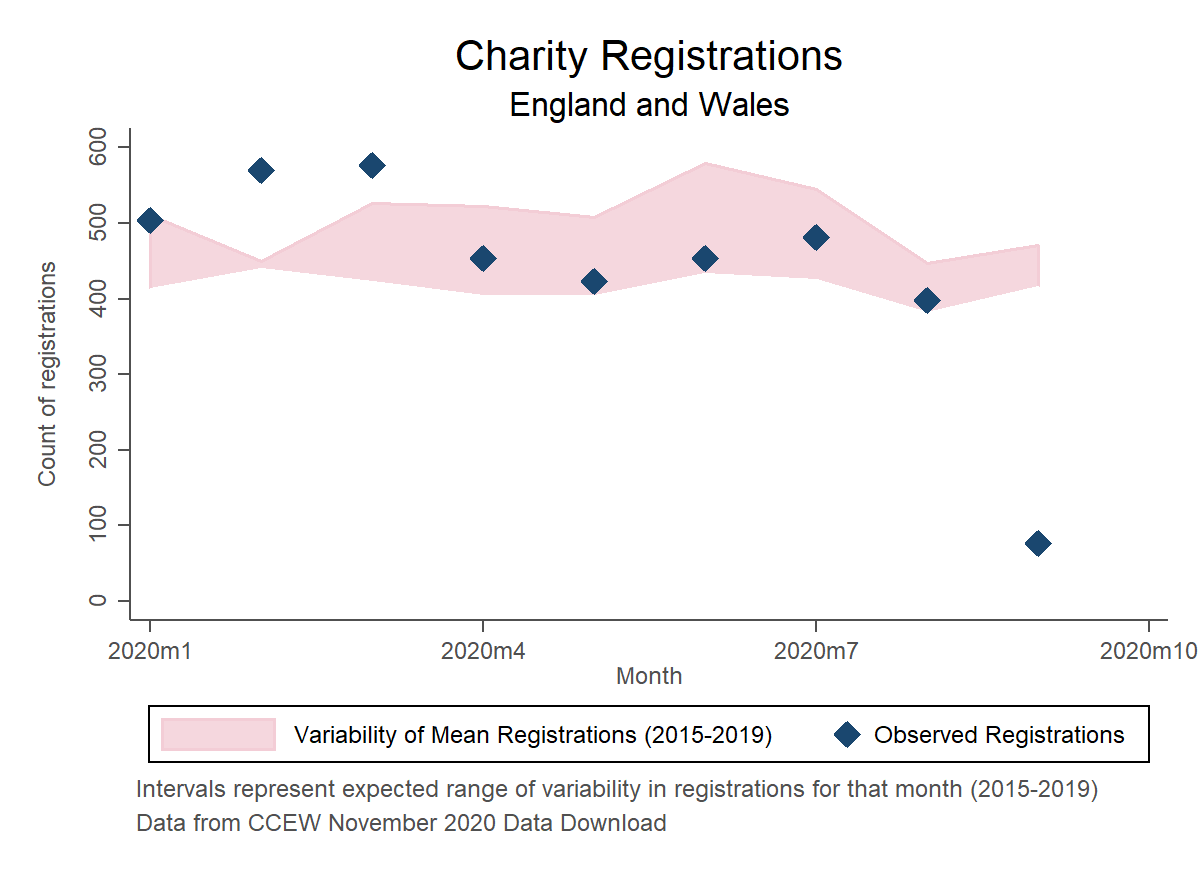 Charity Registrations
England and Wales
Count of registrations
600
500
400
300
200
100
0
2020m1 2020m4 2020m7 2020m10
Month
Variability of Mean Registrations (2015-2019) Observed Registrations
Intervals represent expected range of variability in registrations for that month (2015-2019)
Data from CCEW November 2020 Data Download